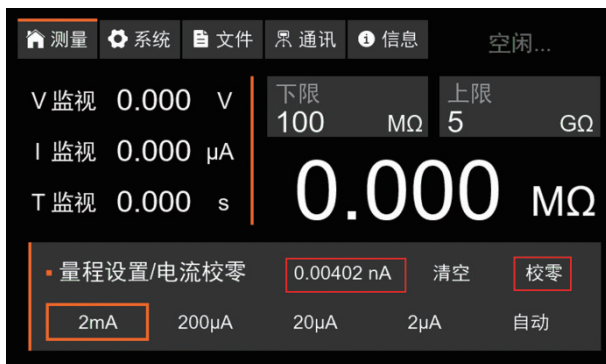 测量 系统 文件 通讯 信息 空闲...
V 监视 0.000 V
I 监视 0.000 µA
T 监视 0.000 s
下限 上限
100 MΩ 5 GΩ
0.000 MΩ
量程设置/电流校零 0.00402 nA 清空 校零
2mA 200µA 20µA 2µA 自动